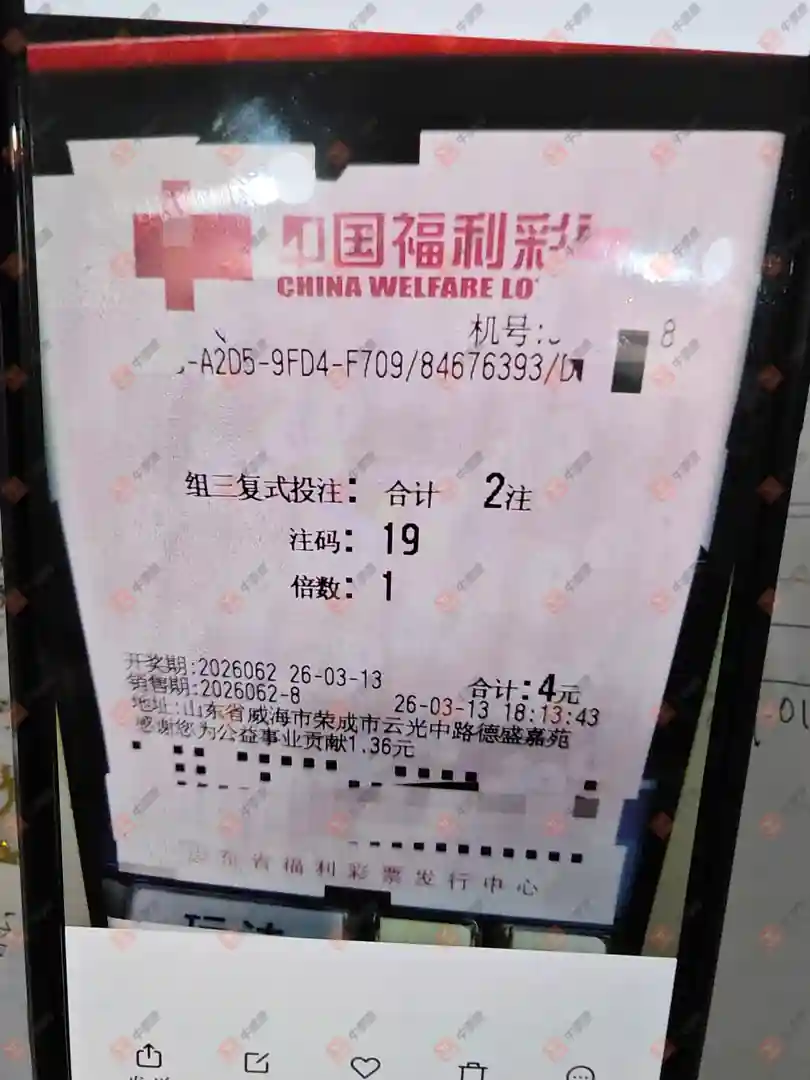 中国福利彩
CHINA WELFARE LO
机号: 8
-A2D5-9FD4-F709/84676393/D
组三复式投注: 合计 2注
注码: 19
倍数: 1
开奖期:2026062 26-03-13 合计:4元
销售期:2026062-8 26-03-13 18:13:43
地址:山东省威海市荣成市云光中路德盛嘉苑
感谢您为公益事业贡献1.36元
东省福利彩票发行中心
01